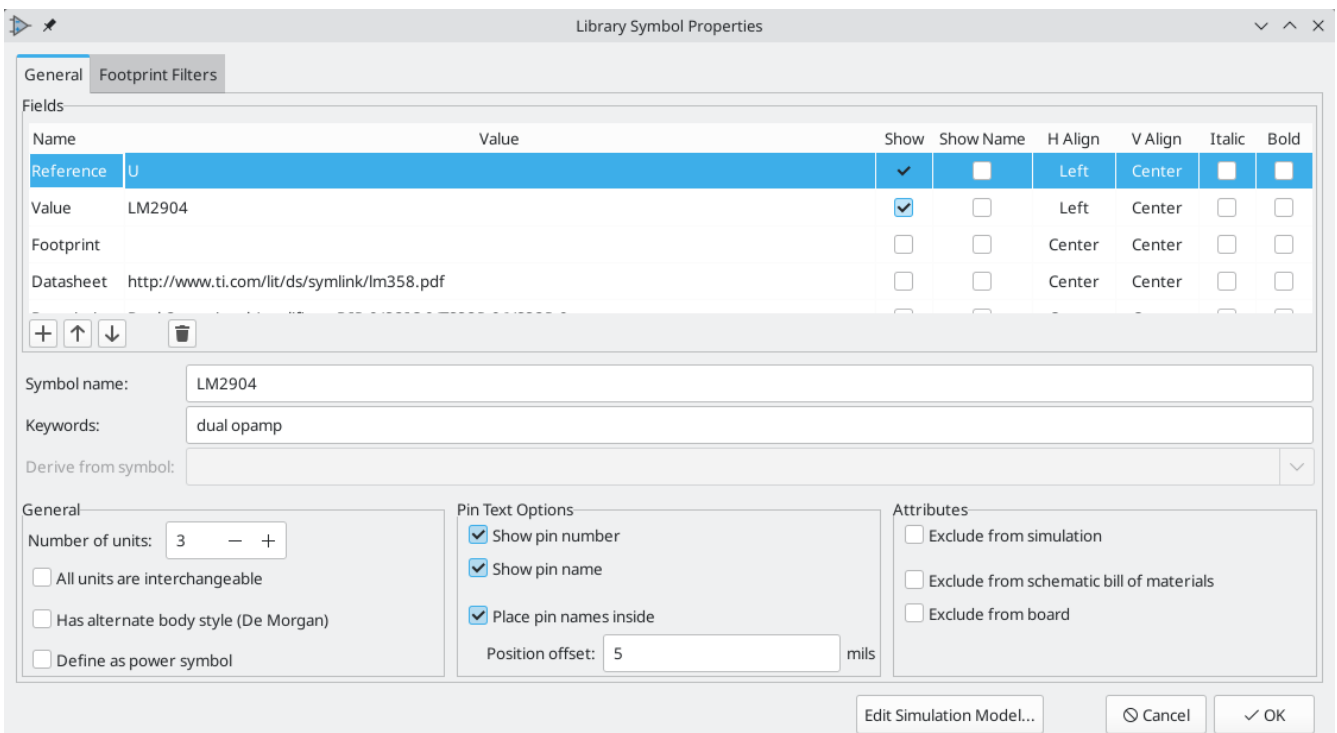 Library Symbol Properties
General Footprint Filters
Fields
Name Value Show Show Name H Align V Align Italic Bold
Reference U Left Center
Value LM2904 Left Center
Footprint Center Center
Datasheet http://www.ti.com/lit/ds/symlink/lm358.pdf Center Center
Symbol name: LM2904
Keywords: dual opamp
Derive from symbol:
General Pin Text Options Attributes
Number of units: 3 − + Show pin number Exclude from simulation
All units are interchangeable Show pin name Exclude from schematic bill of materials
Has alternate body style (De Morgan) Place pin names inside Exclude from board
Define as power symbol Position offset: 5 mils
Edit Simulation Model... Cancel OK